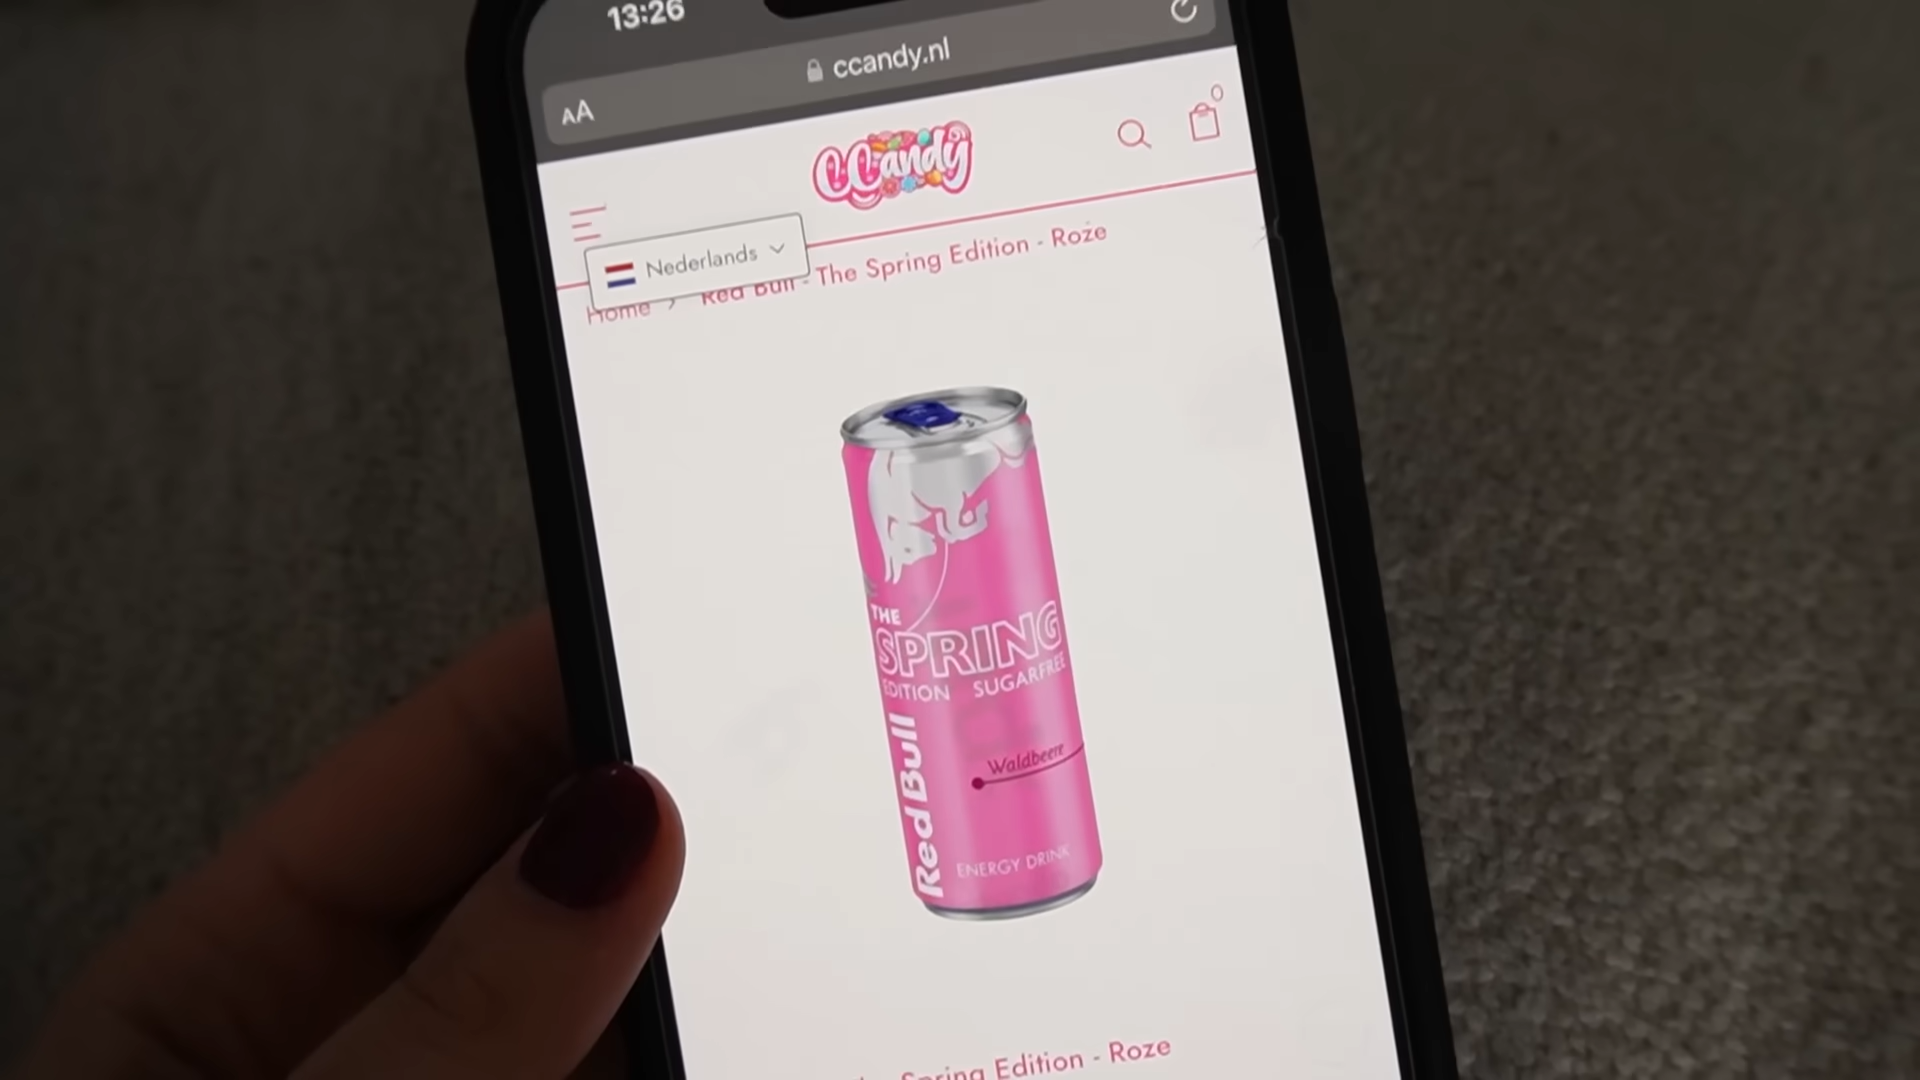 13:26
AA
ccandy.nl
CCandy
0
Nederlands
Home > Red Bull - The Spring Edition - Roze
THE
SPRING
EDITION SUGARFREE
Red Bull
Waldbeere
ENERGY DRINK
Spring Edition - Roze